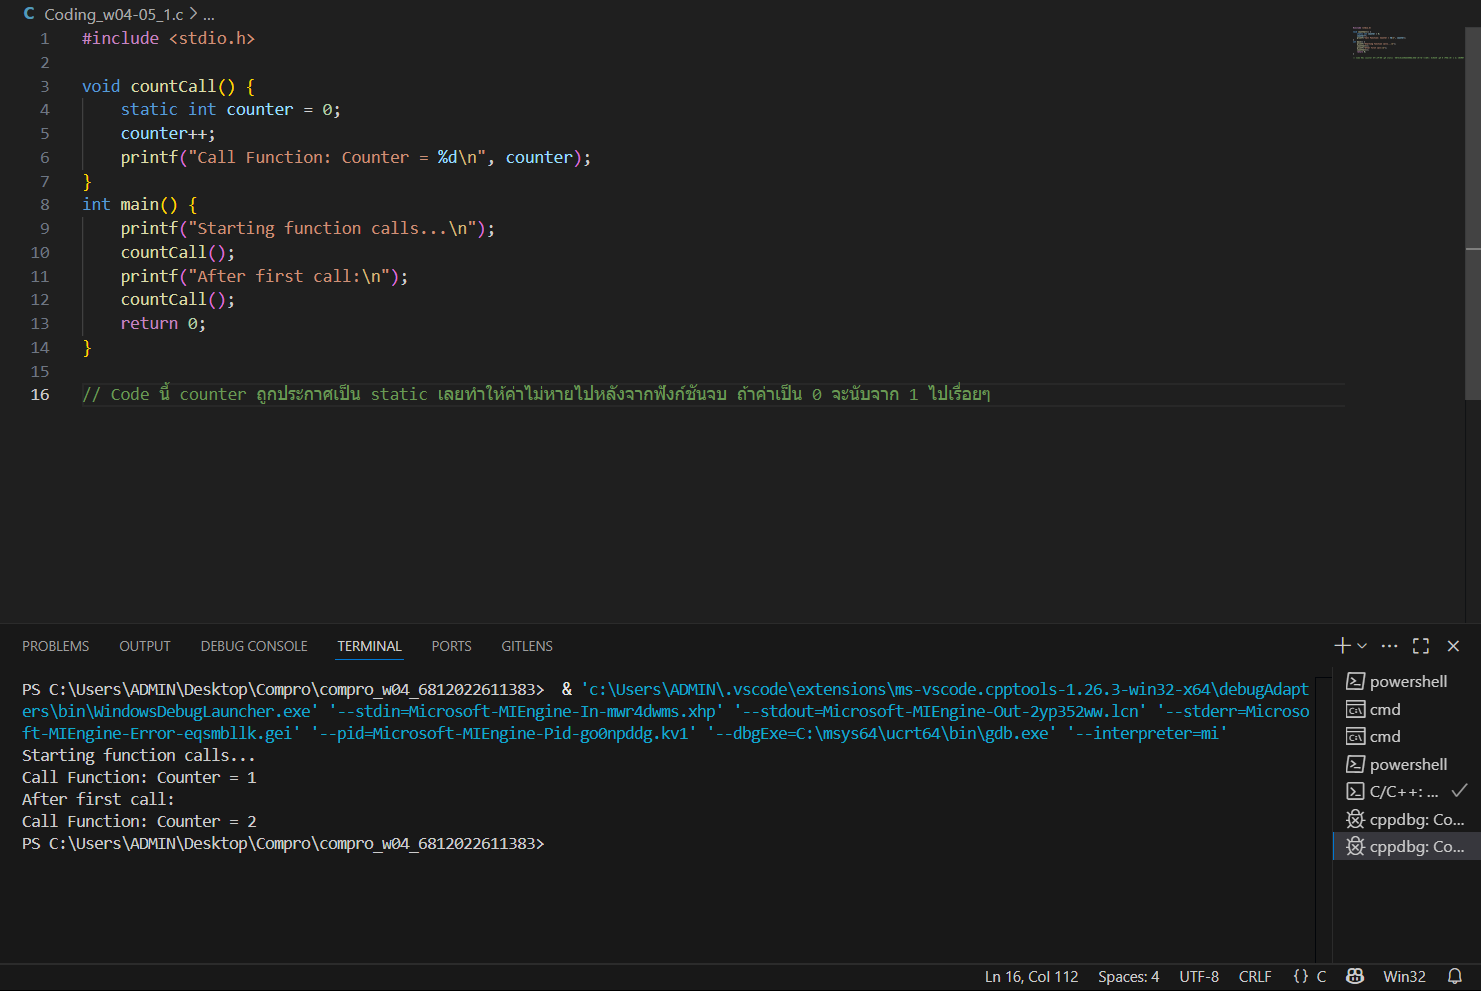 C Coding_w04-05_1.c > ...
1 #include <stdio.h>
2
3 void countCall() {
4 static int counter = 0;
5 counter++;
6 printf("Call Function: Counter = %d\n", counter);
7 }
8 int main() {
9 printf("Starting function calls...\n");
10 countCall();
11 printf("After first call:\n");
12 countCall();
13 return 0;
14 }
15
16 // Code นี้ counter ถูกประกาศเป็น static เลยทำให้ค่าไม่หายไปหลังจากฟังก์ชันจบ ถ้าค่าเป็น 0 จะนับจาก 1 ไปเรื่อยๆ
PROBLEMS OUTPUT DEBUG CONSOLE TERMINAL PORTS GITLENS
PS C:\Users\ADMIN\Desktop\Compro\compro_w04_6812022611383> & 'c:\Users\ADMIN\.vscode\extensions\ms-vscode.cpptools-1.26.3-win32-x64\debugAdapt
ers\bin\WindowsDebugLauncher.exe' '--stdin=Microsoft-MIEngine-In-mwr4dwms.xhp' '--stdout=Microsoft-MIEngine-Out-2yp352ww.lcn' '--stderr=Microso
ft-MIEngine-Error-eqsmbllk.gei' '--pid=Microsoft-MIEngine-Pid-go0npddg.kv1' '--dbgExe=C:\msys64\ucrt64\bin\gdb.exe' '--interpreter=mi'
Starting function calls...
Call Function: Counter = 1
After first call:
Call Function: Counter = 2
PS C:\Users\ADMIN\Desktop\Compro\compro_w04_6812022611383>
powershell
cmd
cmd
powershell
C/C++: ...
cppdbg: Co...
cppdbg: Co...
Ln 16, Col 112 Spaces: 4 UTF-8 CRLF {} C Win32